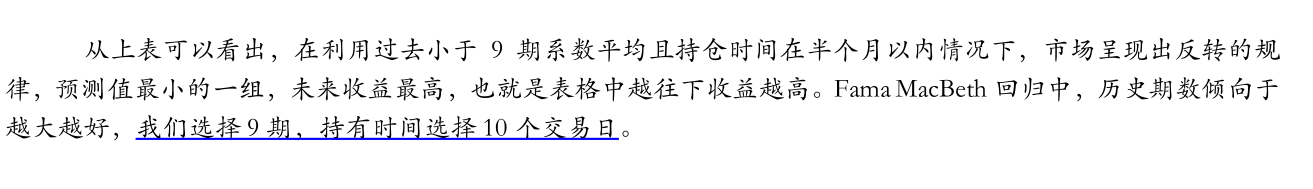 从上表可以看出，在利用过去小于 9 期系数平均且持仓时间在半个月以内情况下，市场呈现出反转的规
律，预测值最小的一组，未来收益最高，也就是表格中越往下收益越高。Fama MacBeth 回归中，历史期数倾向于
越大越好，我们选择 9 期，持有时间选择 10 个交易日。